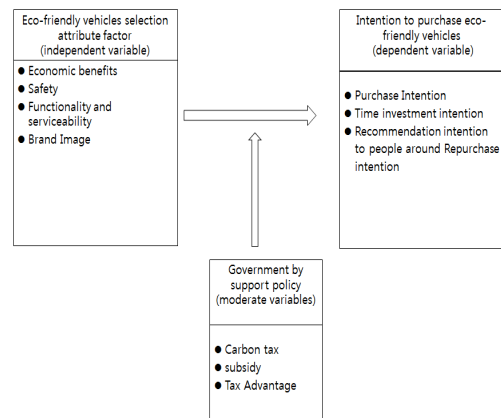 Eco-friendly vehicles selection
attribute factor
(independent variable)
● Economic benefits
● Safety
● Functionality and
serviceability
● Brand Image
Intention to purchase eco-
friendly vehicles
(dependent variable)
● Purchase Intention
● Time investment intention
● Recommendation intention
to people around Repurchase
intention
Government by
support policy
(moderate variables)
● Carbon tax
● subsidy
● Tax Advantage